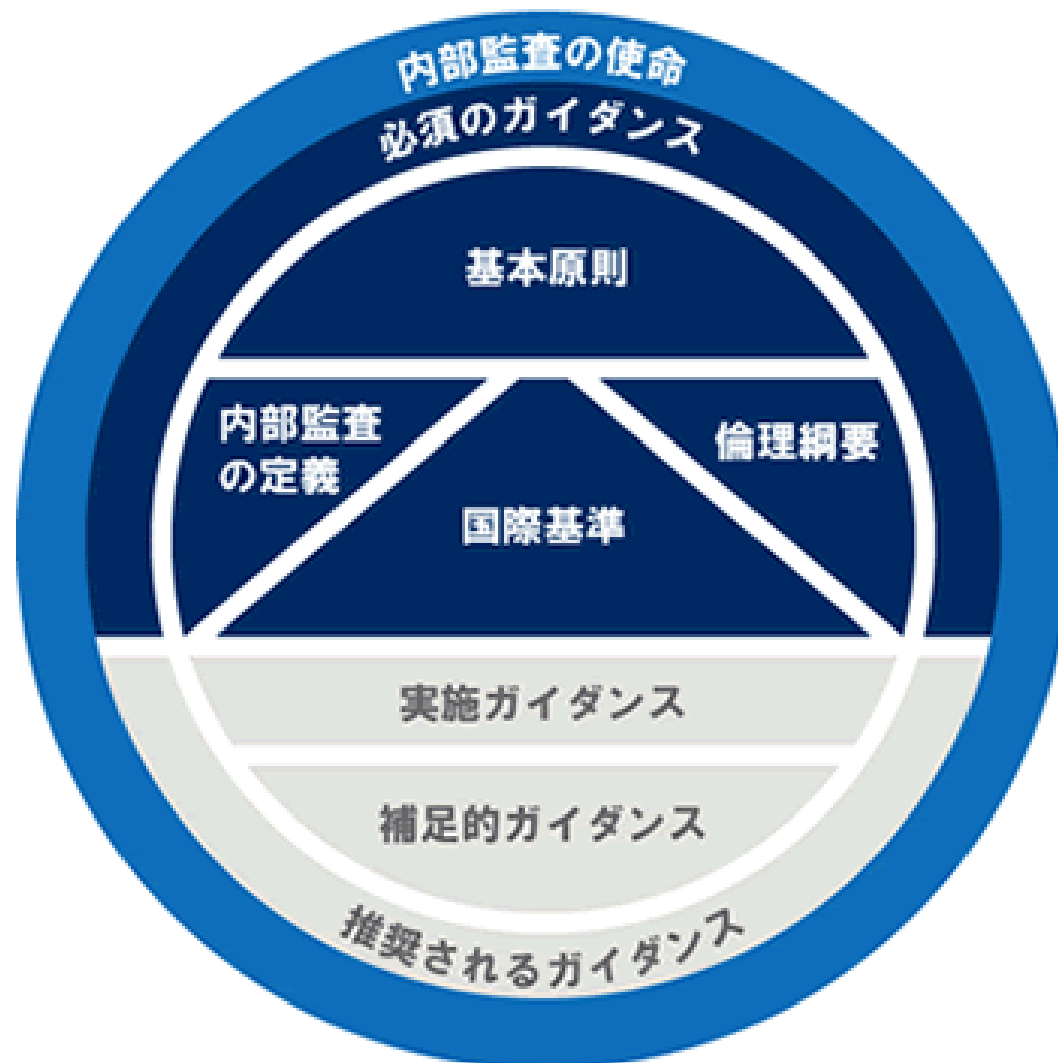 内部監査の使命
必須のガイダンス
基本原則
内部監査
の定義
倫理綱要
国際基準
実施ガイダンス
補足的ガイダンス
推奨されるガイダンス